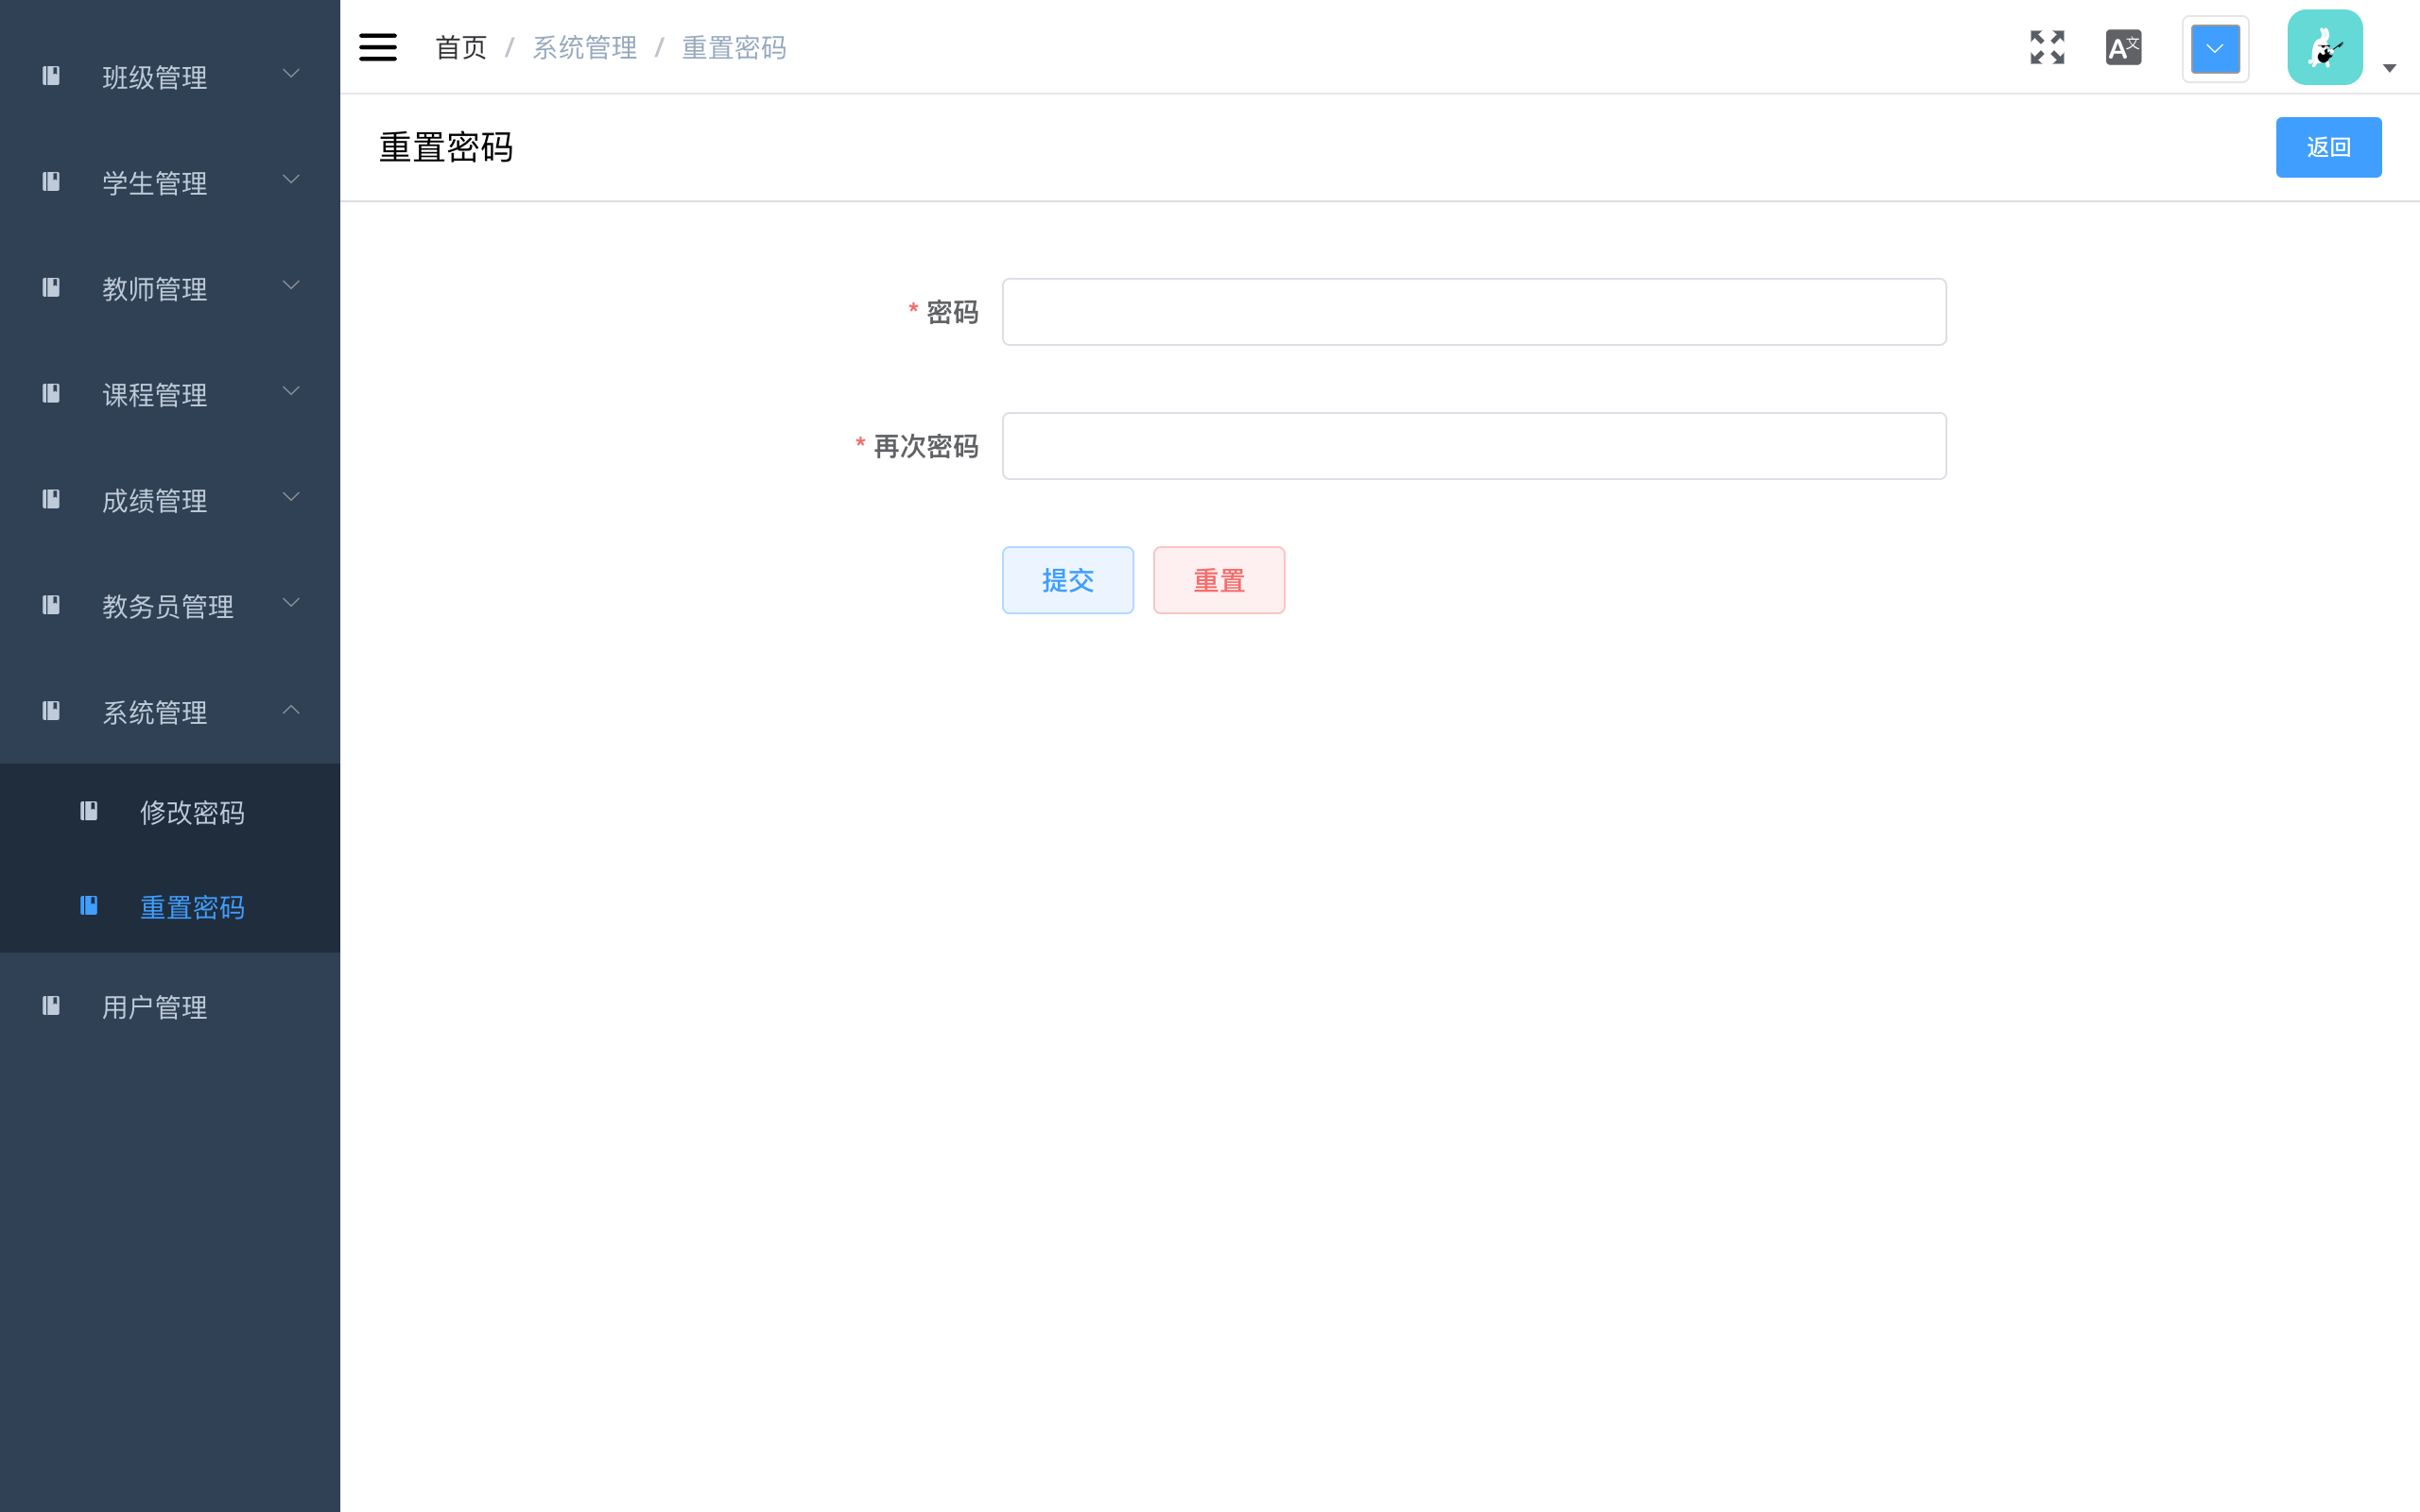 班级管理
学生管理
教师管理
课程管理
成绩管理
教务员管理
系统管理
修改密码
重置密码
用户管理
首页 / 系统管理 / 重置密码
A文
重置密码
返回
* 密码
* 再次密码
提交 重置